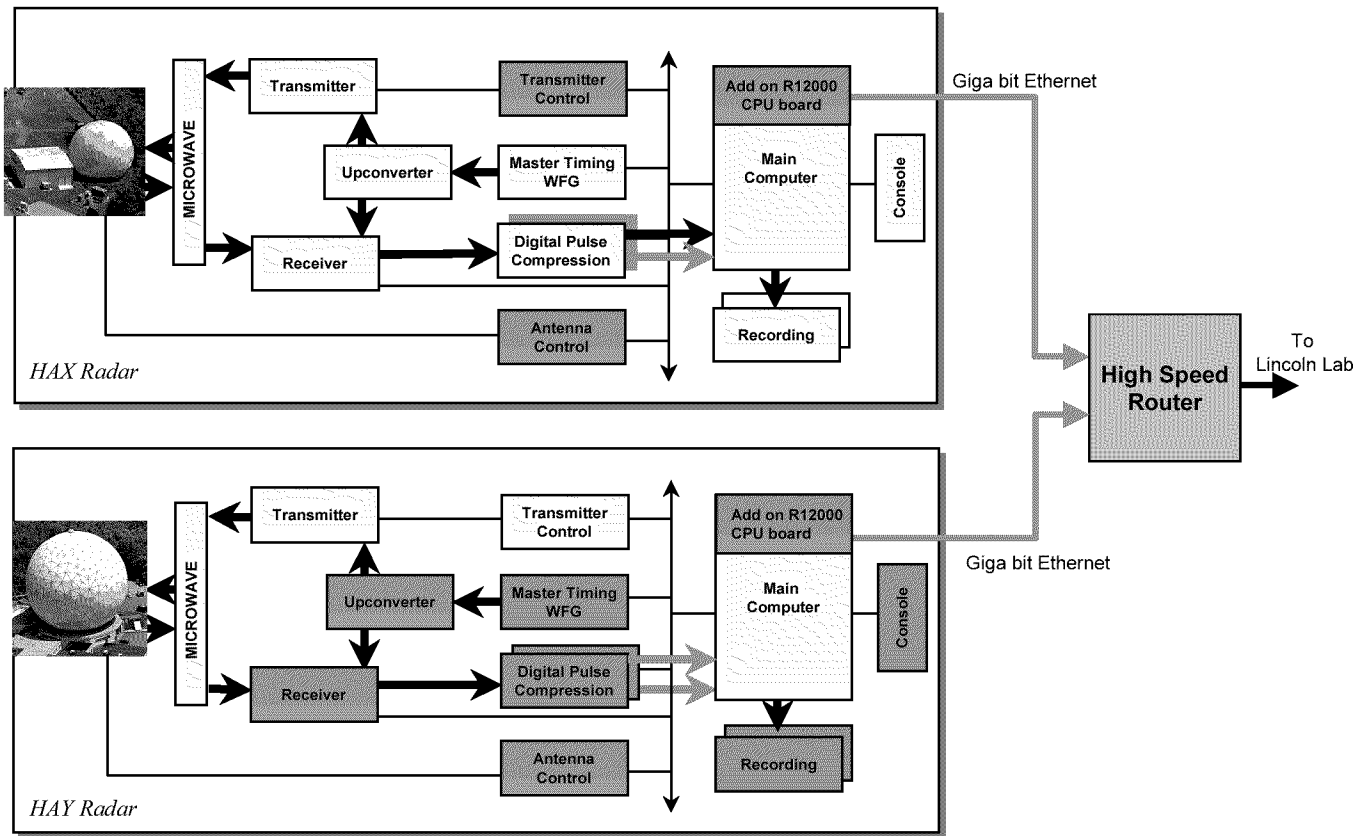 Transmitter
Transmitter
Control
Add on R12000
CPU board
Giga bit Ethernet
MICROWAVE
Upconverter
Master Timing
WFG
Main
Computer
Console
Receiver
Digital Pulse
Compression
Antenna
Control
Recording
HAX Radar
High Speed
Router
To
Lincoln Lab
Transmitter
Transmitter
Control
Add on R12000
CPU board
Giga bit Ethernet
MICROWAVE
Upconverter
Master Timing
WFG
Main
Computer
Console
Receiver
Digital Pulse
Compression
Antenna
Control
Recording
HAY Radar